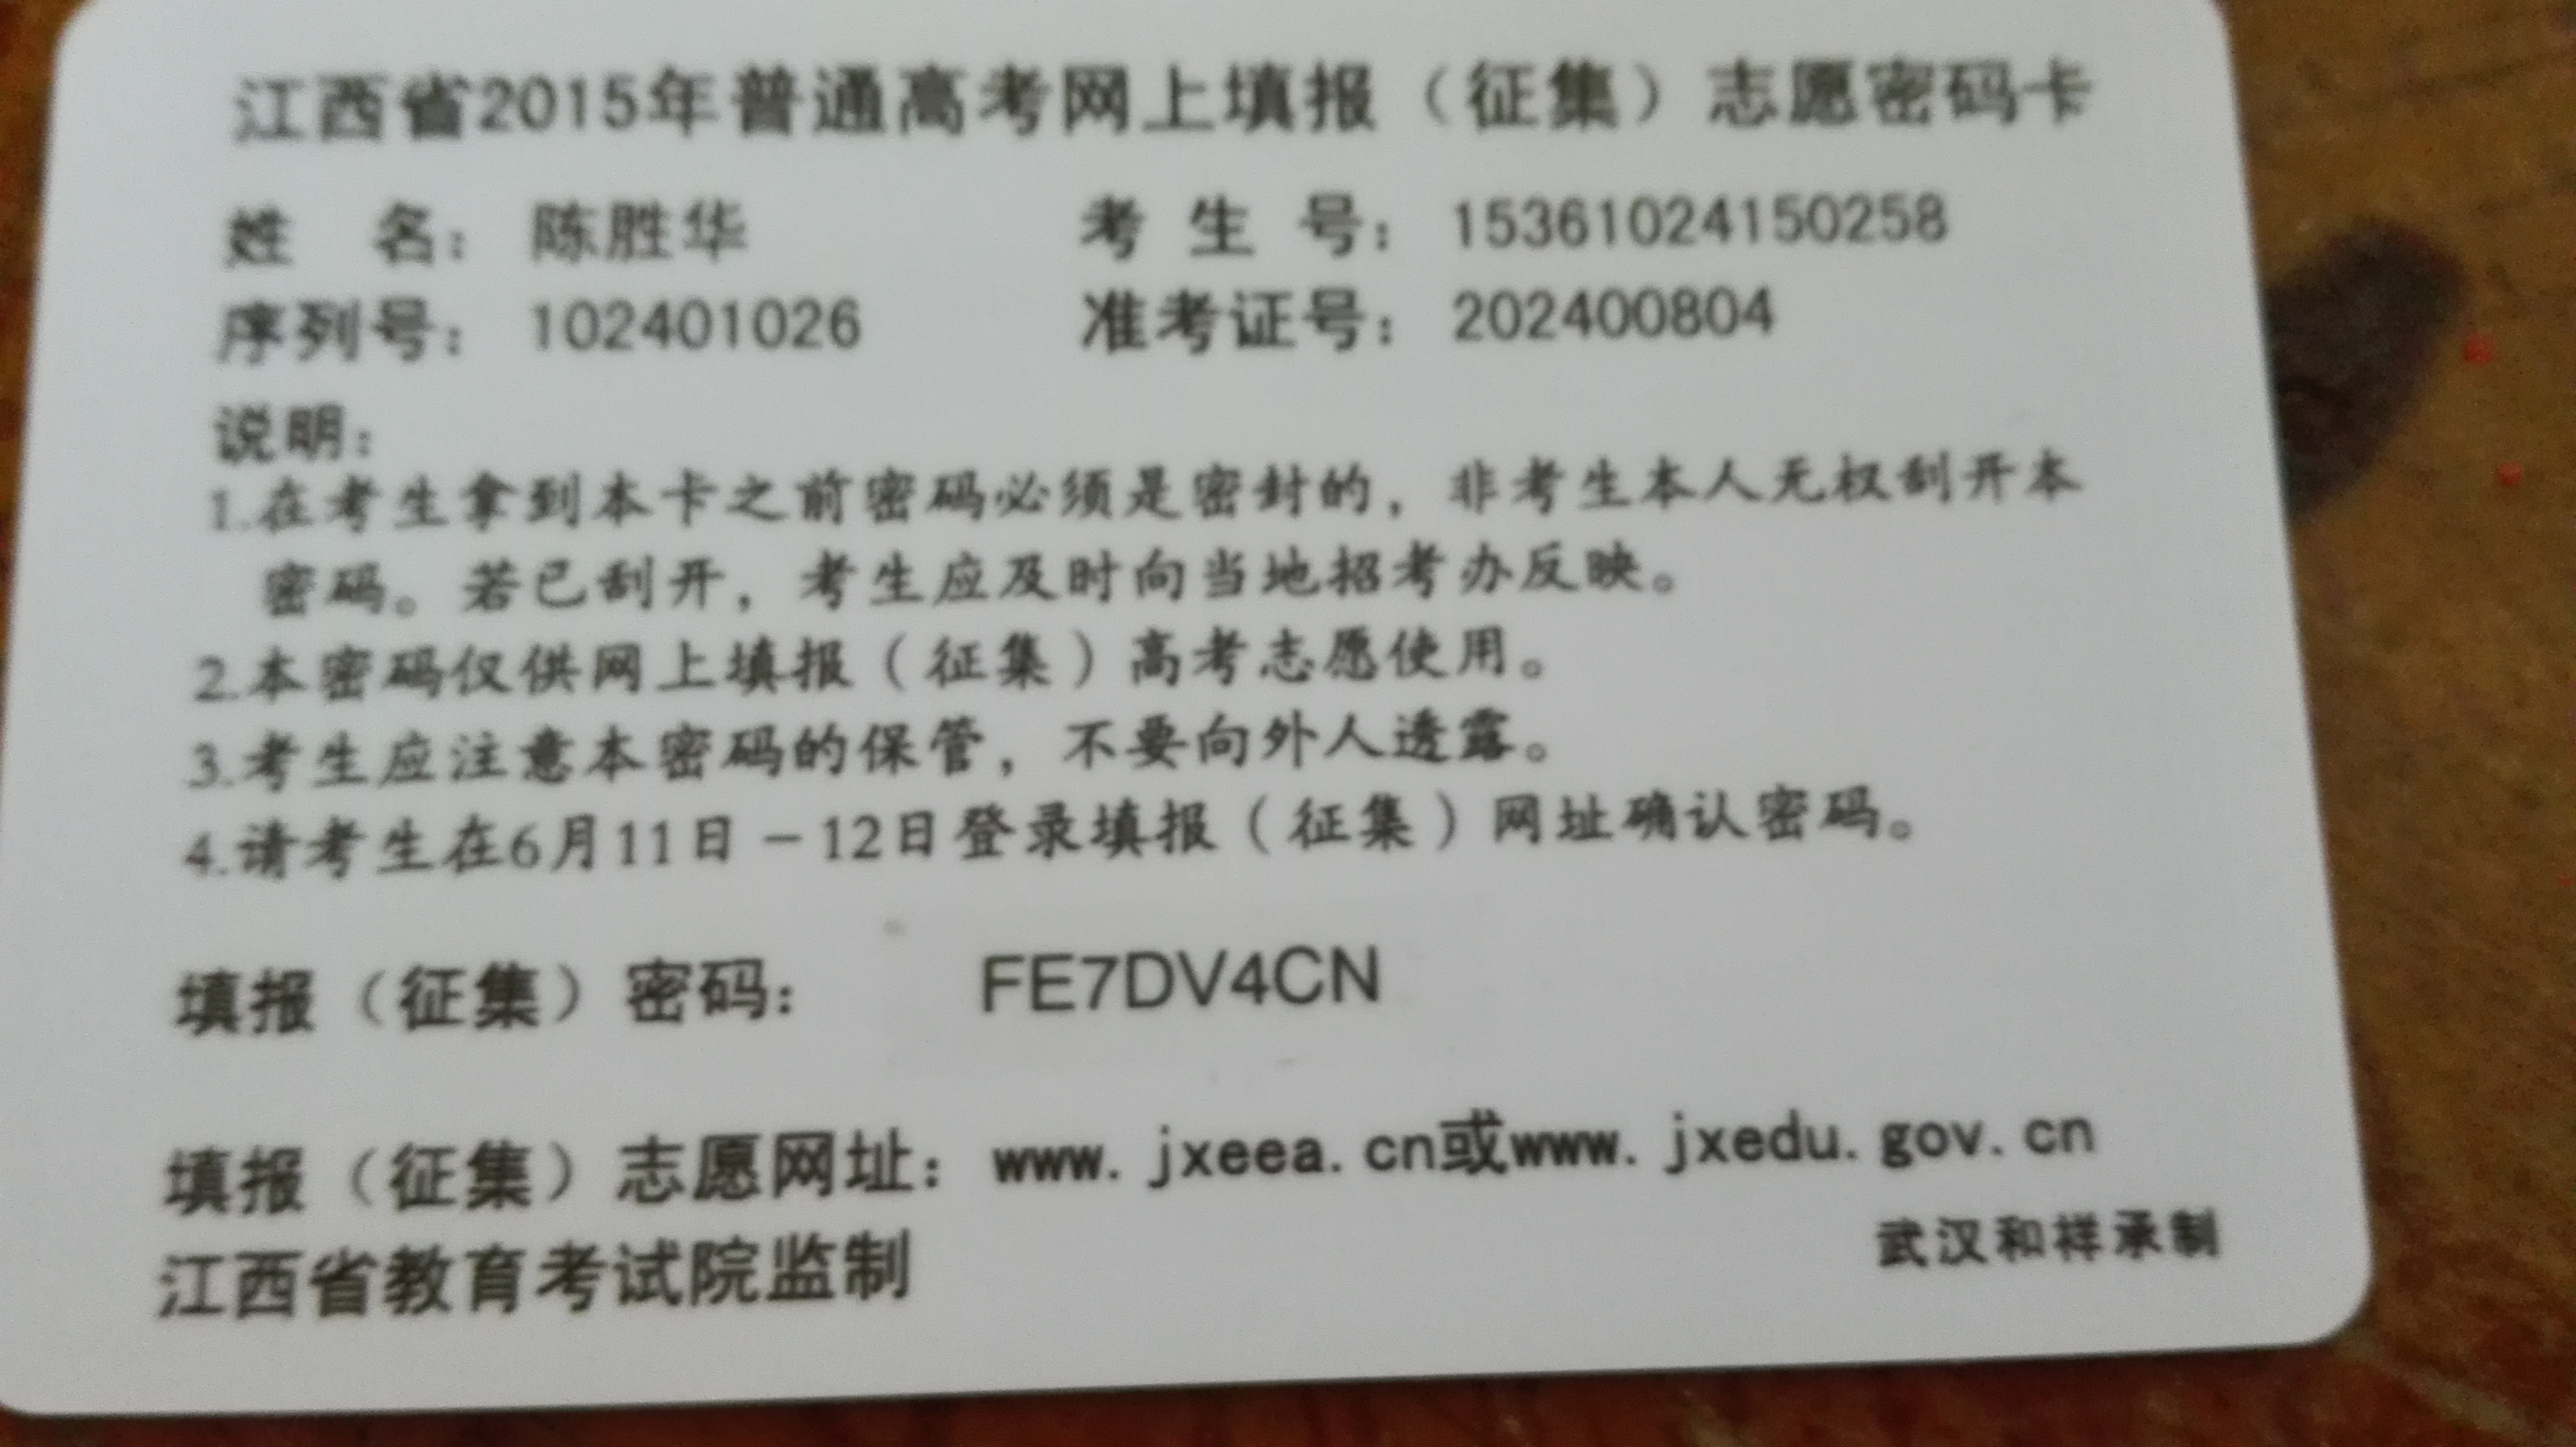 江西省2015年普通高考网上填报（征集）志愿密码卡
姓 名：陈胜华 考 生 号：15361024150258
序列号：102401026 准考证号：202400804
说明：
1.在考生拿到本卡之前密码必须是密封的，非考生本人无权刮开本
密码。若已刮开，考生应及时向当地招考办反映。
2.本密码仅供网上填报（征集）高考志愿使用。
3.考生应注意本密码的保管，不要向外人透露。
4.请考生在6月11日－12日登录填报（征集）网址确认密码。
填报（征集）密码： FE7DV4CN
填报（征集）志愿网址：www.jxeea.cn或www.jxedu.gov.cn
江西省教育考试院监制 武汉和样承制